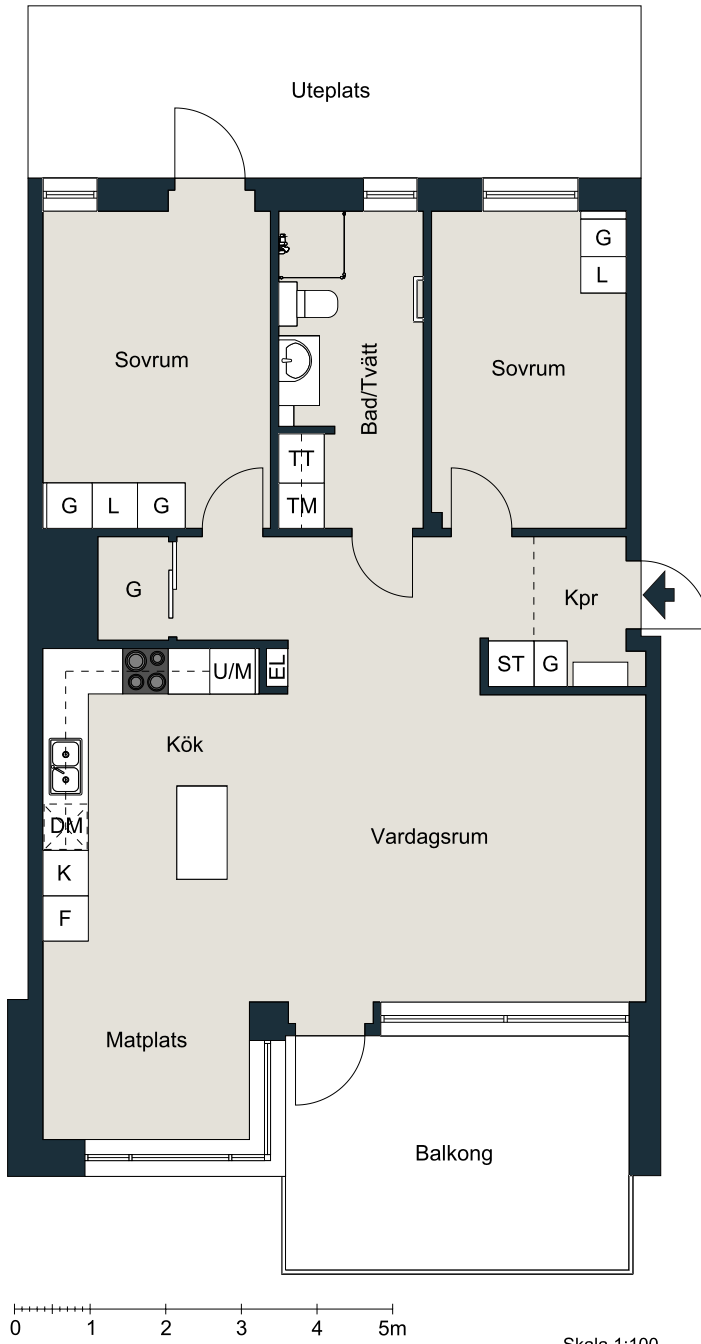 Uteplats
G
L
Sovrum
Bad/Tvätt
Sovrum
TT
G L G
TM
G
Kpr
ST G
U/M
EL
Kök
DM
Vardagsrum
K
F
Matplats
Balkong
0 1 2 3 4 5m
Skala 1:100